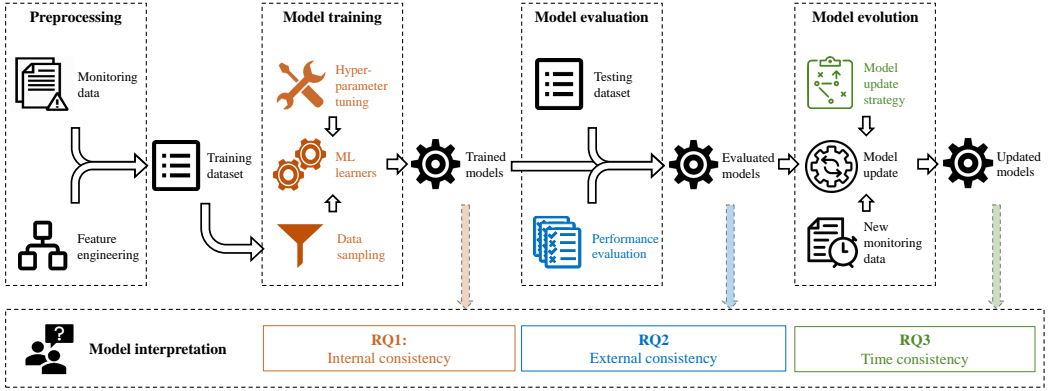 Preprocessing
Monitoring
data
Feature
engineering
Training
dataset
Model training
Hyper-
parameter
tuning
ML
learners
Data
sampling
Trained
models
Model evaluation
Testing
dataset
Performance
evaluation
Evaluated
models
Model evolution
Model
update
strategy
Model
update
New
monitoring
data
Updated
models
?
Model interpretation
RQ1:
Internal consistency
RQ2
External consistency
RQ3
Time consistency